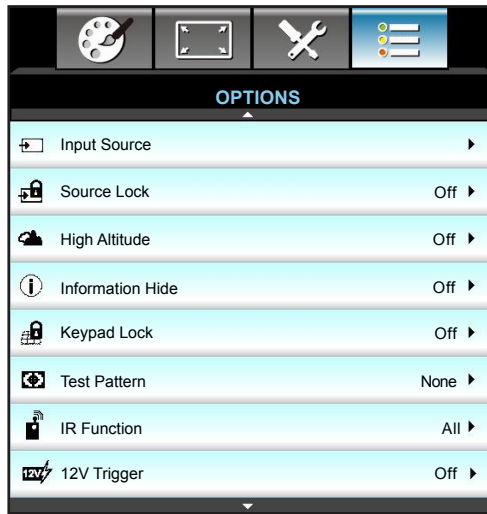 OPTIONS
Input Source
Source Lock Off
High Altitude Off
Information Hide Off
Keypad Lock Off
Test Pattern None
IR Function All
12V 12V Trigger Off